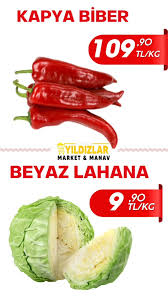 KAPYA BİBER
109.90
TL/KG
YILDIZLAR
MARKET & MANAV
BEYAZ LAHANA
9.90
TL/KG